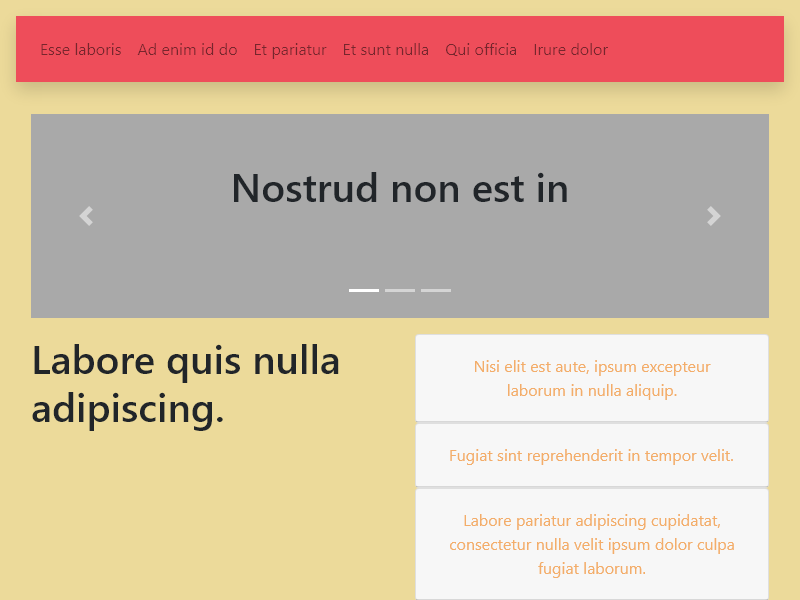 Esse laboris Ad enim id do Et pariatur Et sunt nulla Qui officia Irure dolor
Nostrud non est in
Labore quis nulla
adipiscing.
Nisi elit est aute, ipsum excepteur
laborum in nulla aliquip.
Fugiat sint reprehenderit in tempor velit.
Labore pariatur adipiscing cupidatat,
consectetur nulla velit ipsum dolor culpa
fugiat laborum.